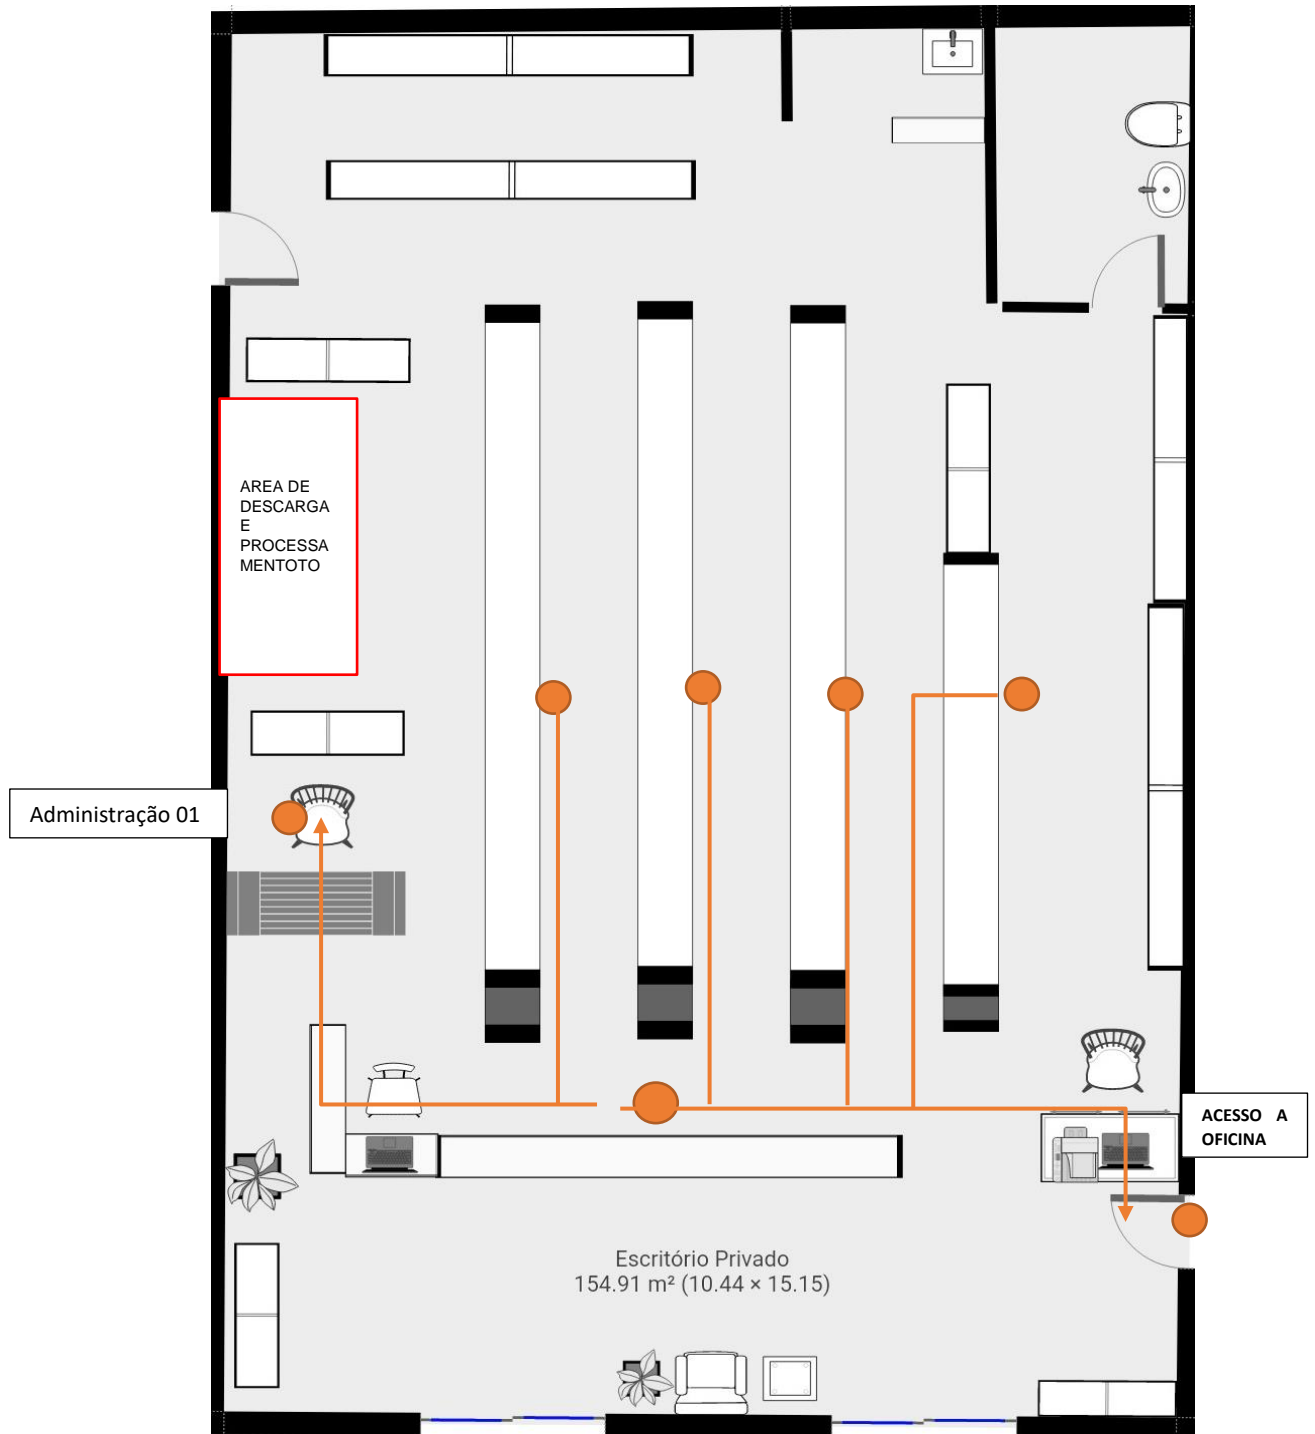 AREA DE
DESCARGA
E
PROCESSA
MENTOTO
Administração 01
ACESSO A
OFICINA
Escritório Privado
154.91 m² (10.44 × 15.15)